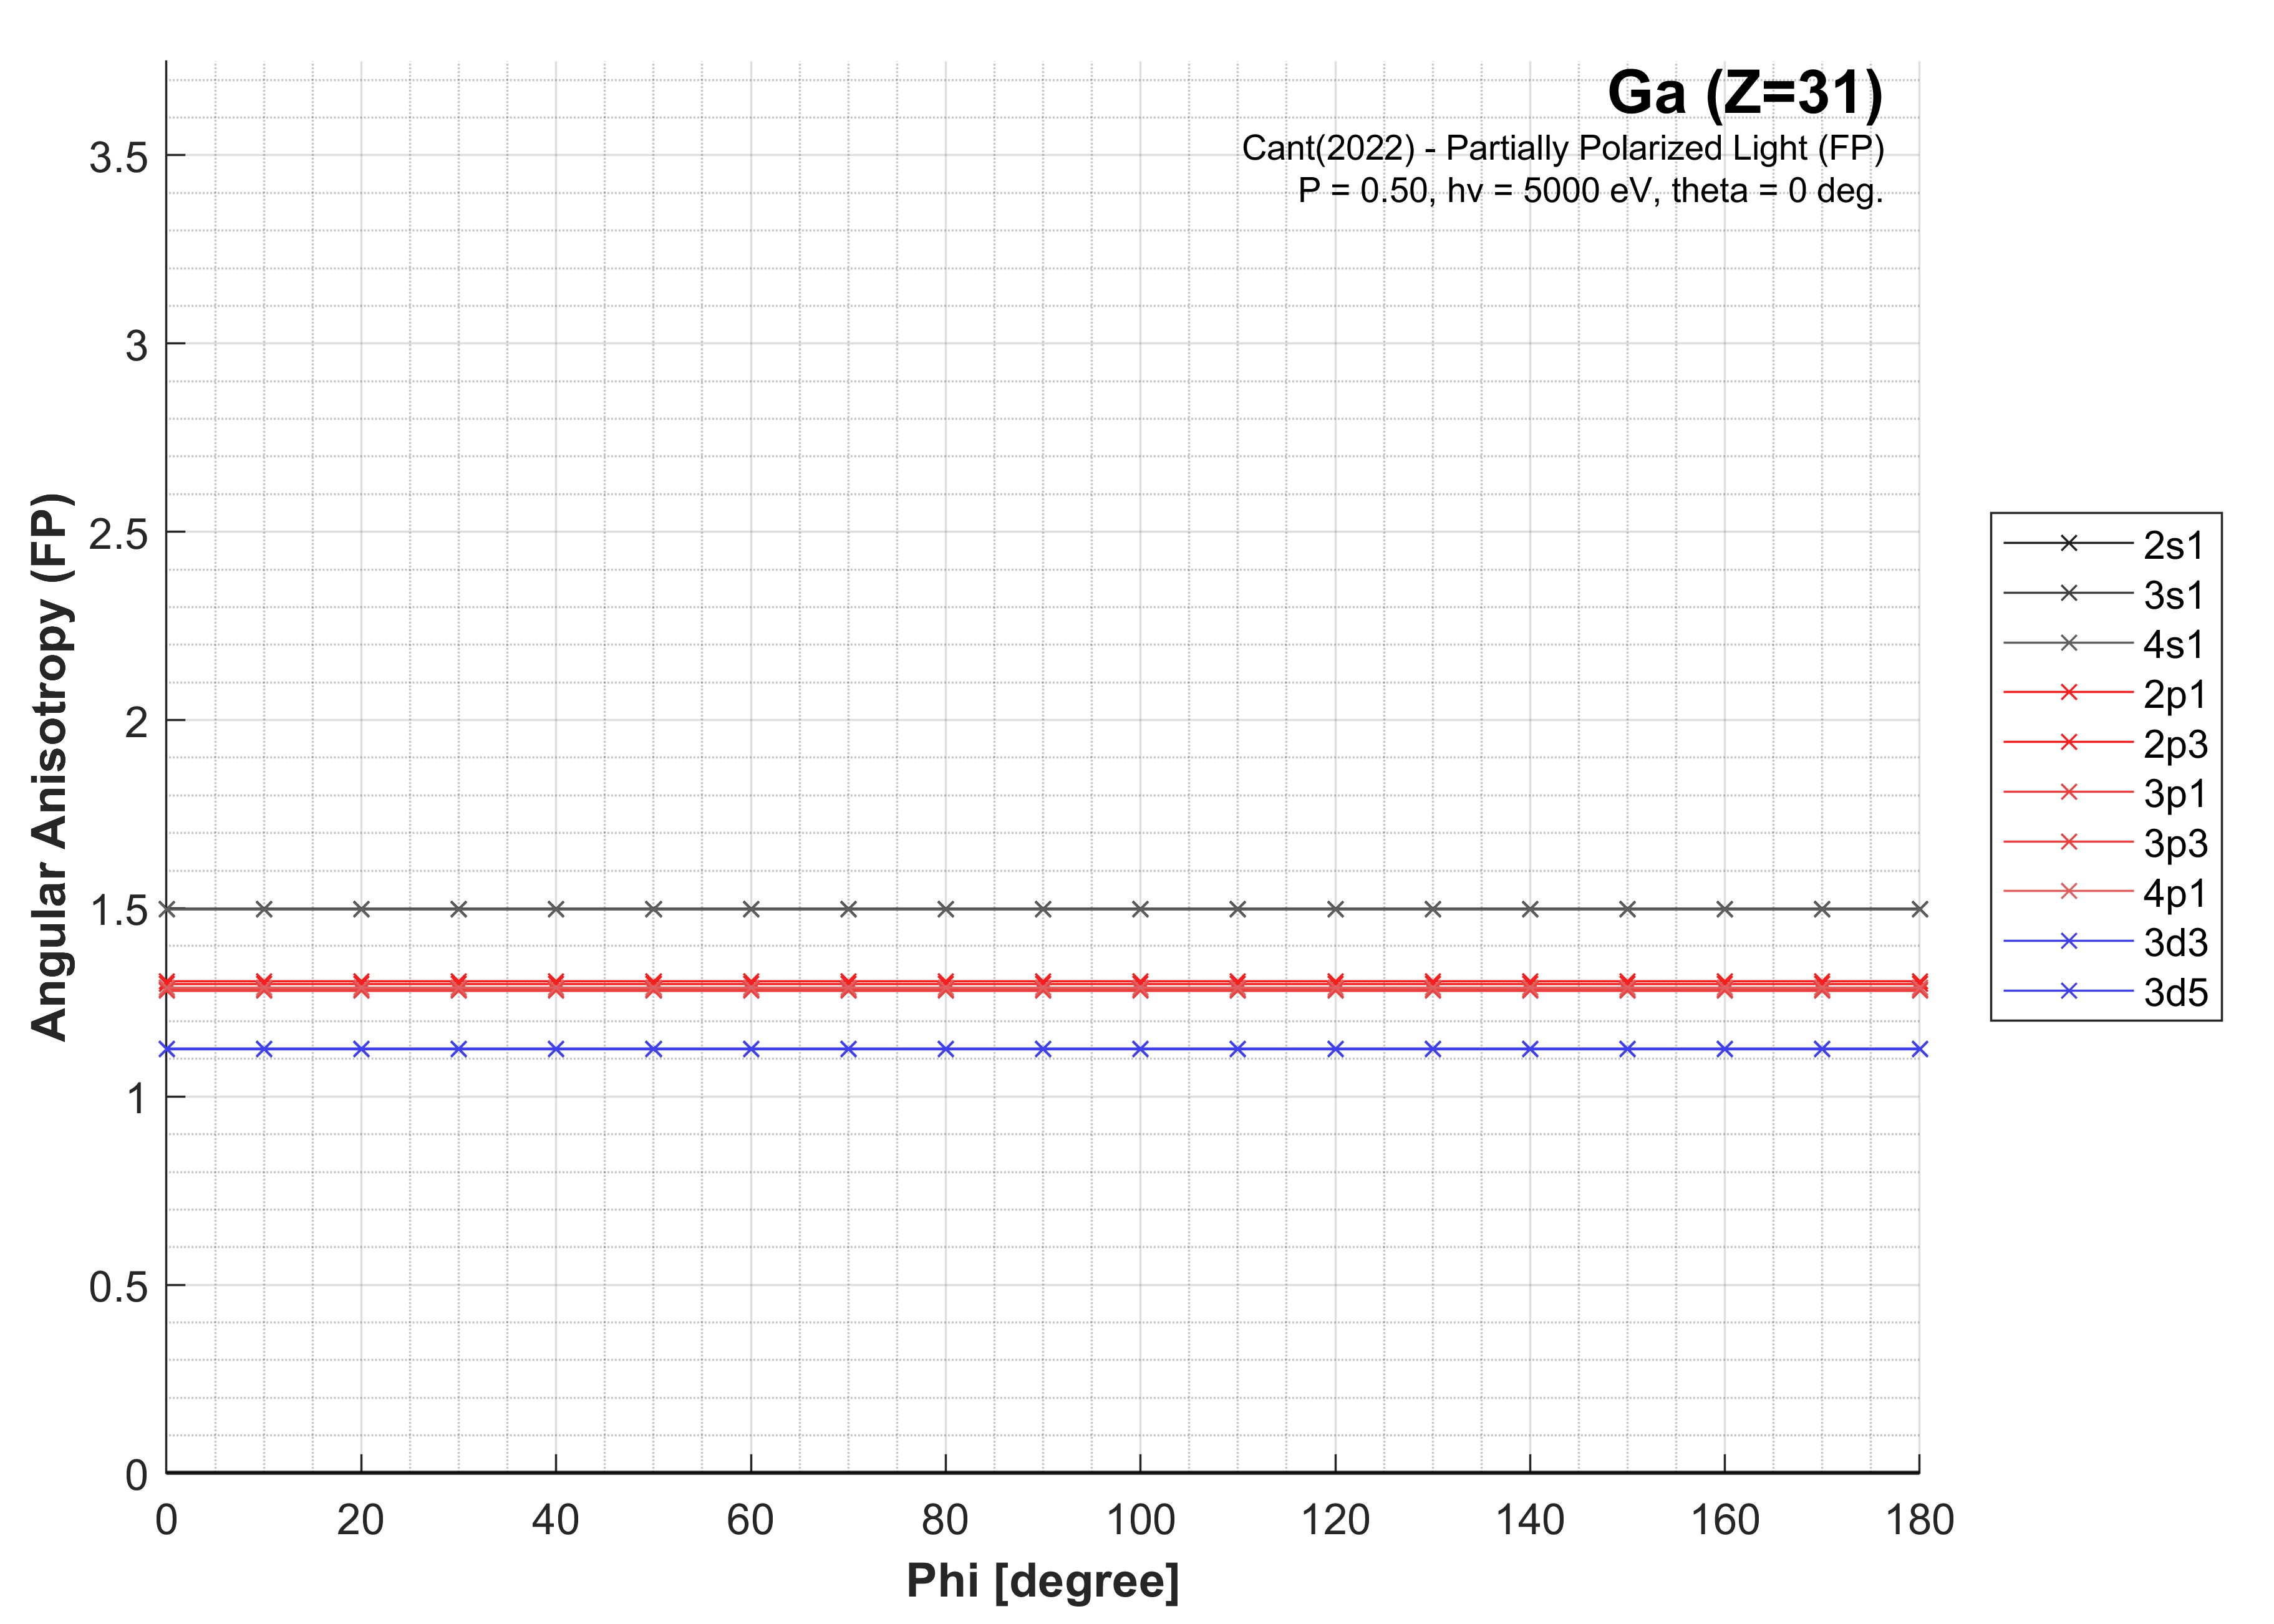 Ga (Z=31)
Cant(2022) - Partially Polarized Light (FP)
P = 0.50, hv = 5000 eV, theta = 0 deg.
Angular Anisotropy (FP)
3.5
3
2.5
2
1.5
1
0.5
0
0 20 40 60 80 100 120 140 160 180
Phi [degree]
2s1
3s1
4s1
2p1
2p3
3p1
3p3
4p1
3d3
3d5